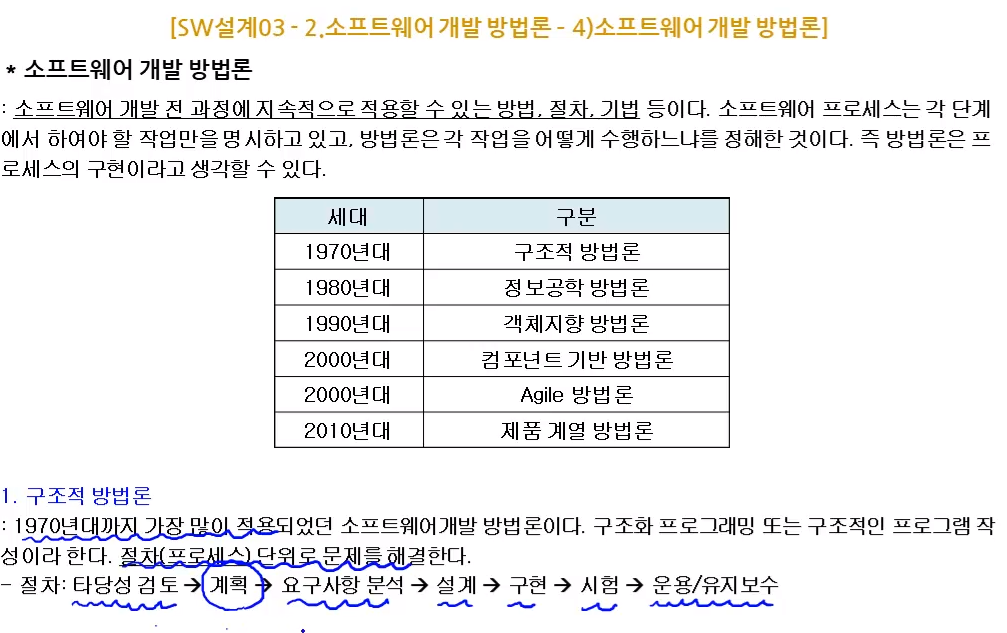 [SW설계03 - 2.소프트웨어 개발 방법론 - 4)소프트웨어 개발 방법론]
* 소프트웨어 개발 방법론
: 소프트웨어 개발 전 과정에 지속적으로 적용할 수 있는 방법, 절차, 기법 등이다. 소프트웨어 프로세스는 각 단계
에서 하여야 할 작업만을 명시하고 있고, 방법론은 각 작업을 어떻게 수행하느냐를 정해한 것이다. 즉 방법론은 프
로세스의 구현이라고 생각할 수 있다.
세대 구분
1970년대 구조적 방법론
1980년대 정보공학 방법론
1990년대 객체지향 방법론
2000년대 컴포넌트 기반 방법론
2000년대 Agile 방법론
2010년대 제품 계열 방법론
1. 구조적 방법론
: 1970년대까지 가장 많이 적용되었던 소프트웨어개발 방법론이다. 구조화 프로그래밍 또는 구조적인 프로그램 작
성이라 한다. 절차(프로세스) 단위로 문제를 해결한다.
- 절차: 타당성 검토 → 계획 → 요구사항 분석 → 설계 → 구현 → 시험 → 운용/유지보수